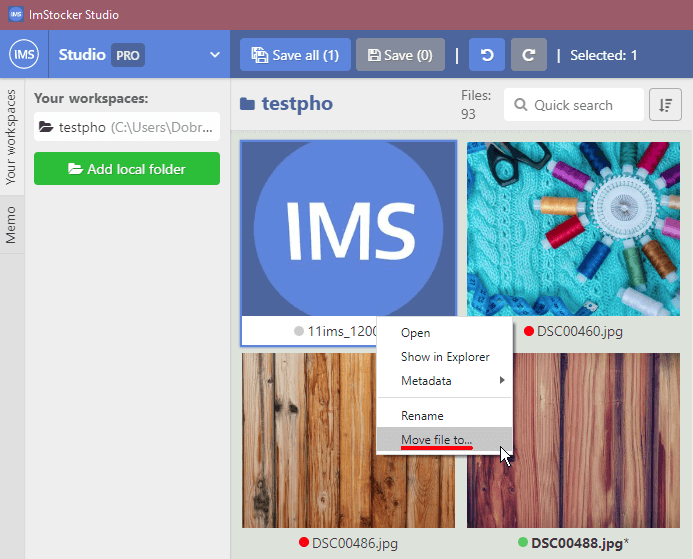 IMS ImStocker Studio
IMS Studio PRO
Save all (1) Save (0) | | Selected: 1
Your workspaces
Memo
Your workspaces:
testpho (C:\Users\Dobr...
Add local folder
testpho
Files:
93
Quick search
IMS
11ims_1200
DSC00460.jpg
Open
Show in Explorer
Metadata
Rename
Move file to...
DSC00486.jpg
DSC00488.jpg*